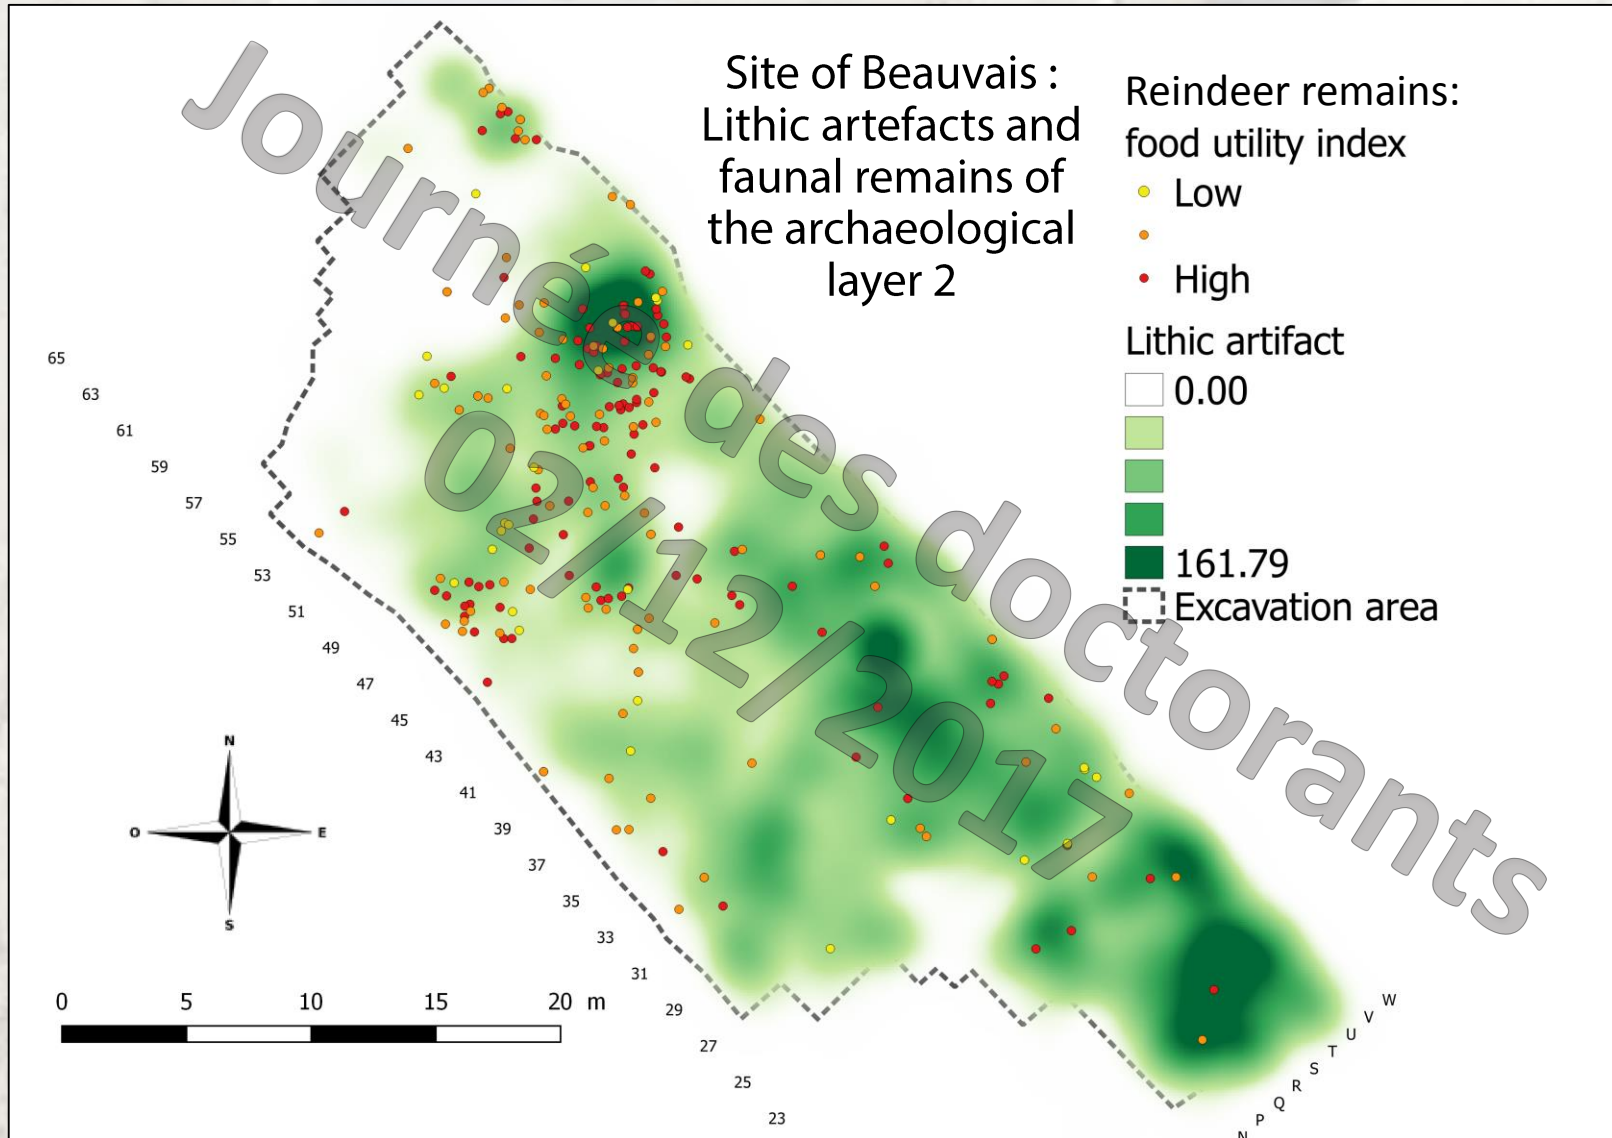 Site of Beauvais :
Lithic artefacts and
faunal remains of
the archaeological
layer 2
Reindeer remains:
food utility index
Low
High
Lithic artifact
0.00
161.79
Excavation area
Journée des doctorants
02/12/2017
65
63
61
59
57
55
53
51
49
47
45
43
41
39
37
35
33
31
29
27
25
23
N
O
E
S
0 5 10 15 20 m
W
V
U
T
S
R
Q
P
N